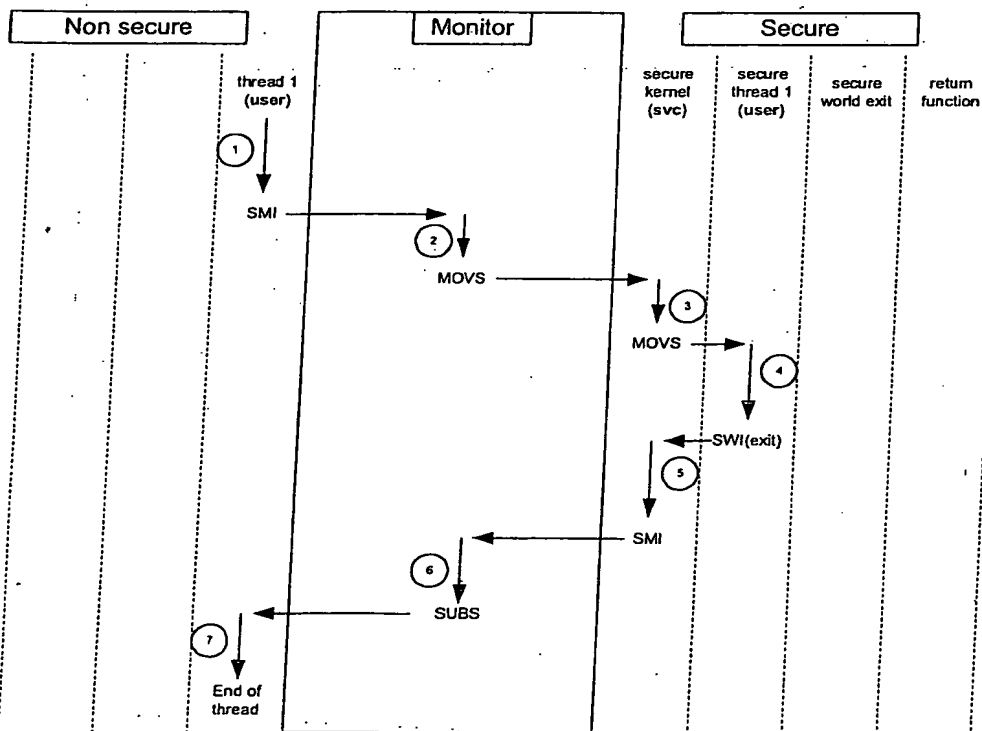 Non secure
Monitor
Secure
thread 1
(user)
secure
kernel
(svc)
secure
thread 1
(user)
secure
world exit
return
function
1
SMI
2
MOVS
3
MOVS
4
SWI(exit)
5
SMI
6
SUBS
7
End of
thread